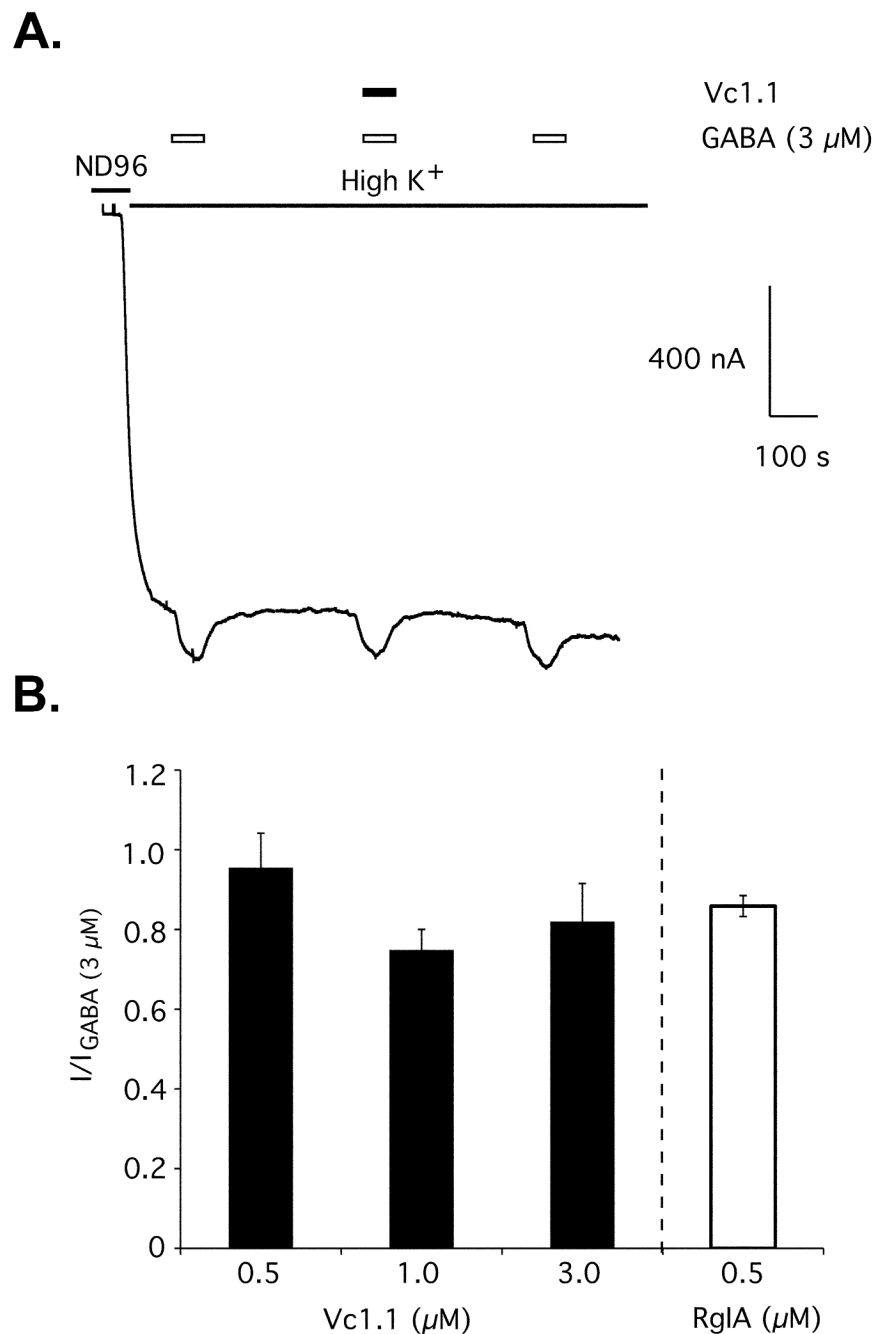 A.
Vc1.1
GABA (3 µM)
ND96
High K+
400 nA
100 s
B.
1.2
1.0
0.8
0.6
0.4
0.2
0
I/IGABA (3 µM)
0.5 1.0 3.0 0.5
Vc1.1 (µM) RgIA (µM)